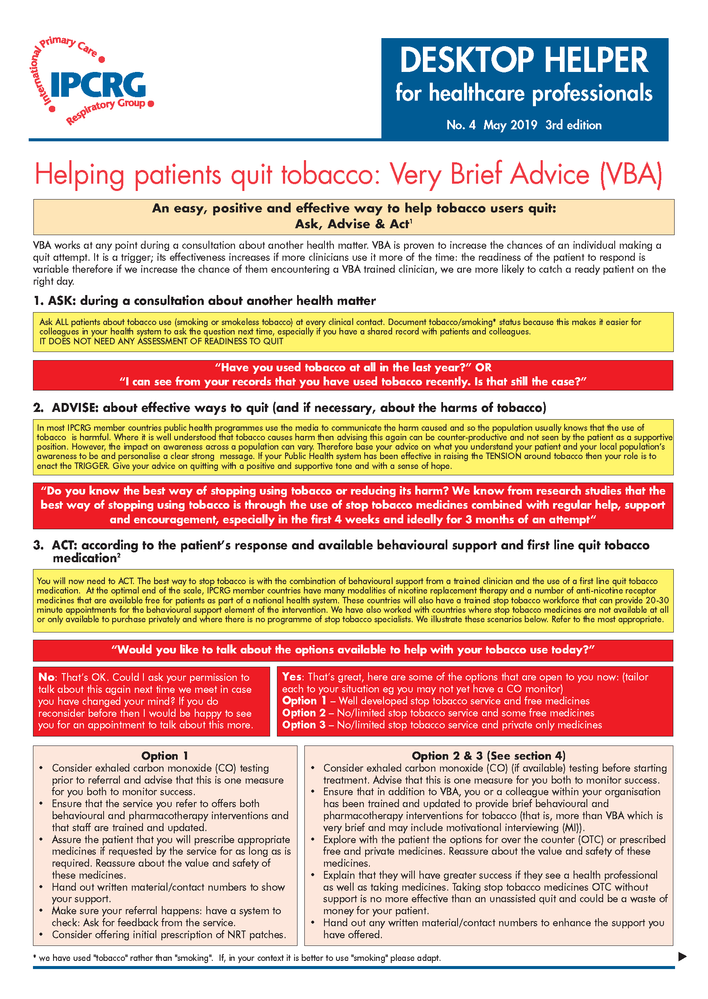 International Primary Care
IPCRG
Respiratory Group
DESKTOP HELPER
for healthcare professionals
No. 4 May 2019 3rd edition
Helping patients quit tobacco: Very Brief Advice (VBA)
An easy, positive and effective way to help tobacco users quit:
Ask, Advise & Act1
VBA works at any point during a consultation about another health matter. VBA is proven to increase the chances of an individual making a
quit attempt. It is a trigger; its effectiveness increases if more clinicians use it more of the time: the readiness of the patient to respond is
variable therefore if we increase the chance of them encountering a VBA trained clinician, we are more likely to catch a ready patient on the
right day.
1. ASK: during a consultation about another health matter
Ask ALL patients about tobacco use (smoking or smokeless tobacco) at every clinical contact. Document tobacco/smoking* status because this makes it easier for
colleagues in your health system to ask the question next time, especially if you have a shared record with patients and colleagues.
IT DOES NOT NEED ANY ASSESSMENT OF READINESS TO QUIT
“Have you used tobacco at all in the last year?” OR
“I can see from your records that you have used tobacco recently. Is that still the case?”
2. ADVISE: about effective ways to quit (and if necessary, about the harms of tobacco)
In most IPCRG member countries public health programmes use the media to communicate the harm caused and so the population usually knows that the use of
tobacco is harmful. Where it is well understood that tobacco causes harm then advising this again can be counter-productive and not seen by the patient as a supportive
position. However, the impact on awareness across a population can vary. Therefore base your advice on what you understand your patient and your local population’s
awareness to be and personalise a clear strong message. If your Public Health system has been effective in raising the TENSION around tobacco then your role is to
enact the TRIGGER. Give your advice on quitting with a positive and supportive tone and with a sense of hope.
“Do you know the best way of stopping using tobacco or reducing its harm? We know from research studies that the
best way of stopping using tobacco is through the use of stop tobacco medicines combined with regular help, support
and encouragement, especially in the first 4 weeks and ideally for 3 months of an attempt“
3. ACT: according to the patient’s response and available behavioural support and first line quit tobacco
medication2
You will now need to ACT. The best way to stop tobacco is with the combination of behavioural support from a trained clinician and the use of a first line quit tobacco
medication. At the optimal end of the scale, IPCRG member countries have many modalities of nicotine replacement therapy and a number of anti-nicotine receptor
medicines that are available free for patients as part of a national health system. These countries will also have a trained stop tobacco workforce that can provide 20-30
minute appointments for the behavioural support element of the intervention. We have also worked with countries where stop tobacco medicines are not available at all
or only available to purchase privately and where there is no programme of stop tobacco specialists. We illustrate these scenarios below. Refer to the most appropriate.
“Would you like to talk about the options available to help with your tobacco use today?”
No: That’s OK. Could I ask your permission to
talk about this again next time we meet in case
you have changed your mind? If you do
reconsider before then I would be happy to see
you for an appointment to talk about this more.
Yes: That’s great, here are some of the options that are open to you now: (tailor
each to your situation eg you may not yet have a CO monitor)
Option 1 – Well developed stop tobacco service and free medicines
Option 2 – No/limited stop tobacco service and some free medicines
Option 3 – No/limited stop tobacco service and private only medicines
Option 1
• Consider exhaled carbon monoxide (CO) testing
prior to referral and advise that this is one measure
for you both to monitor success.
• Ensure that the service you refer to offers both
behavioural and pharmacotherapy interventions and
that staff are trained and updated.
• Assure the patient that you will prescribe appropriate
medicines if requested by the service for as long as is
required. Reassure about the value and safety of
these medicines.
• Hand out written material/contact numbers to show
your support.
• Make sure your referral happens: have a system to
check: Ask for feedback from the service.
• Consider offering initial prescription of NRT patches.
Option 2 & 3 (See section 4)
• Consider exhaled carbon monoxide (CO) (if available) testing before starting
treatment. Advise that this is one measure for you both to monitor success.
• Ensure that in addition to VBA, you or a colleague within your organisation
has been trained and updated to provide brief behavioural and
pharmacotherapy interventions for tobacco (that is, more than VBA which is
very brief and may include motivational interviewing (MI)).
• Explore with the patient the options for over the counter (OTC) or prescribed
free and private medicines. Reassure about the value and safety of these
medicines.
• Explain that they will have greater success if they see a health professional
as well as taking medicines. Taking stop tobacco medicines OTC without
support is no more effective than an unassisted quit and could be a waste of
money for your patient.
• Hand out any written material/contact numbers to enhance the support you
have offered.
* we have used "tobacco" rather than "smoking". If, in your context it is better to use "smoking" please adapt.